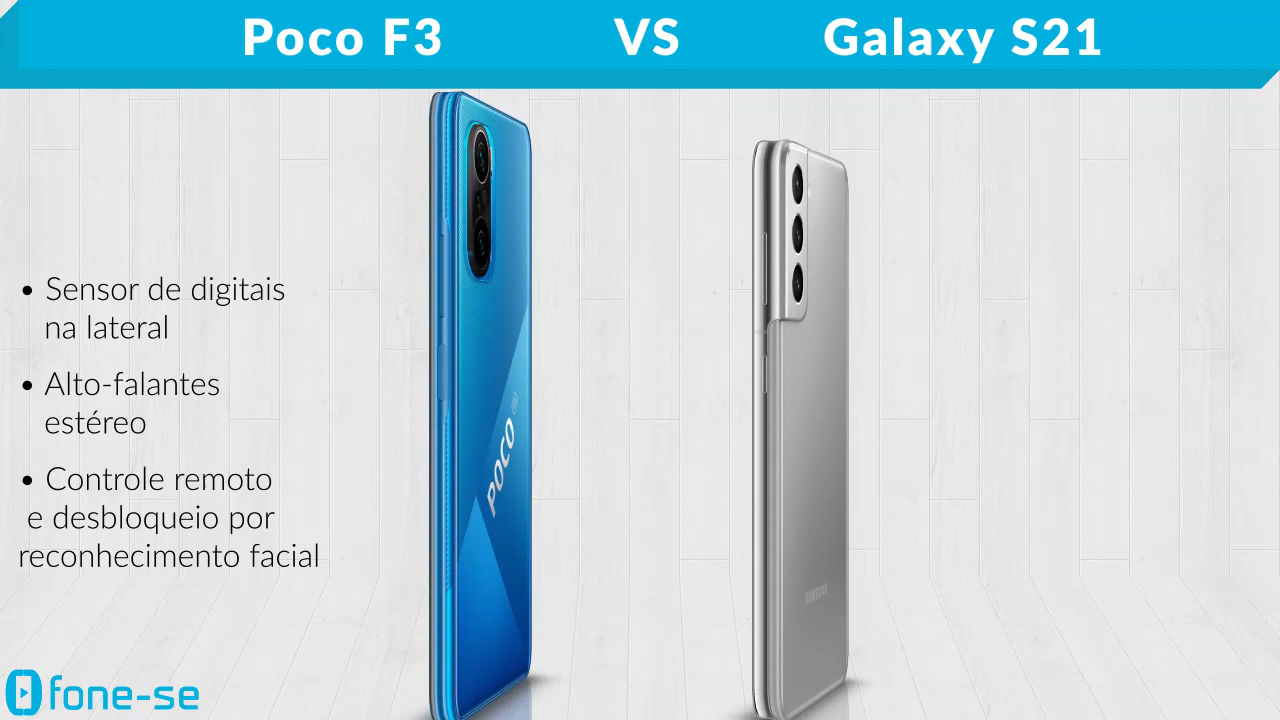 Poco F3 VS Galaxy S21
• Sensor de digitais
na lateral
• Alto-falantes
estéreo
• Controle remoto
e desbloqueio por
reconhecimento facial
POCO
SAMSUNG
fone-se